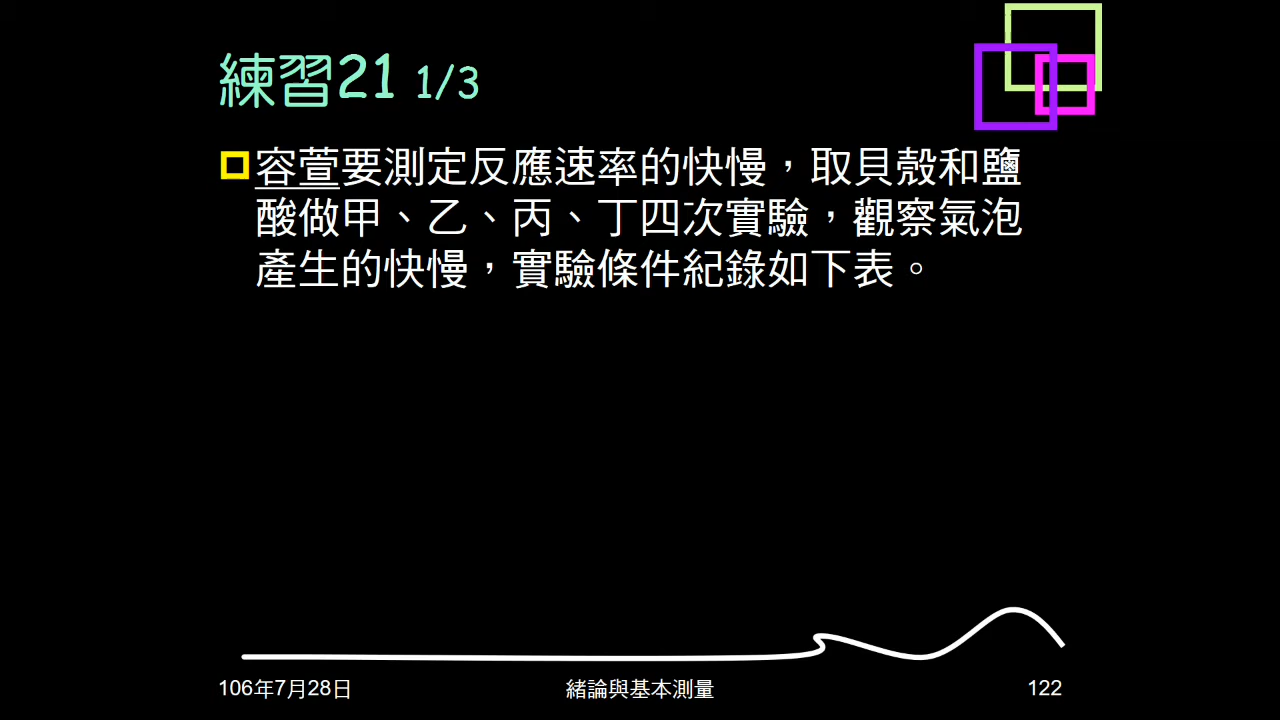 練習21 1/3
容萱要測定反應速率的快慢，取貝殼和鹽
酸做甲、乙、丙、丁四次實驗，觀察氣泡
產生的快慢，實驗條件紀錄如下表。
106年7月28日
緒論與基本測量
122